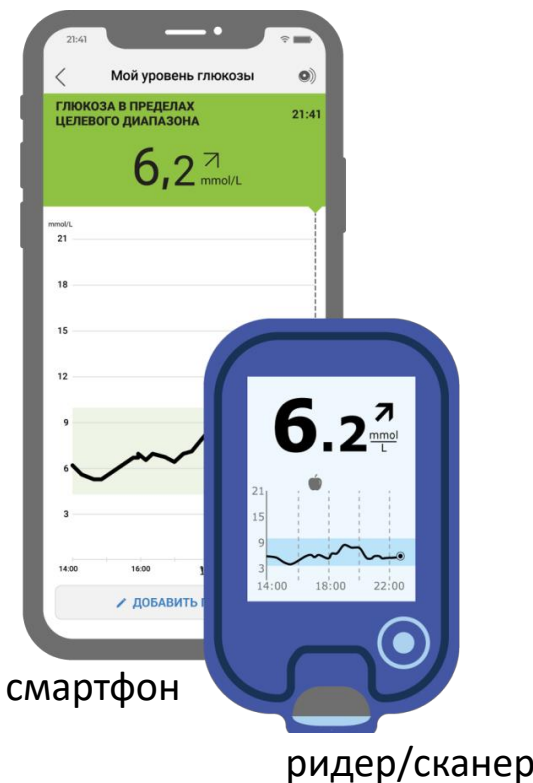 21:41
Мой уровень глюкозы
ГЛЮКОЗА В ПРЕДЕЛАХ
ЦЕЛЕВОГО ДИАПАЗОНА
21:41
6,2 mmol/L
mmol/L
21
18
15
12
9
6
3
14:00 16:00
ДОБАВИТЬ
6.2 mmol/L
21
15
9
3
14:00 18:00 22:00
смартфон
ридер/сканер